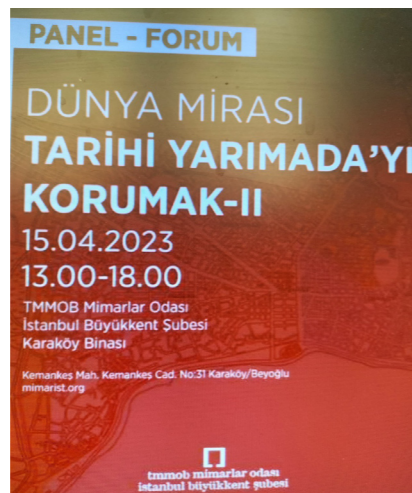 PANEL - FORUM
DÜNYA MİRASI
TARİHİ YARIMADA'YI
KORUMAK-II
15.04.2023
13.00-18.00
TMMOB Mimarlar Odası
İstanbul Büyükkent Şubesi
Karaköy Binası
Kemankeş Mah. Kemankeş Cad. No:31 Karaköy/Beyoğlu
mimarist.org
tmmob mimarlar odası
istanbul büyükkent şubesi